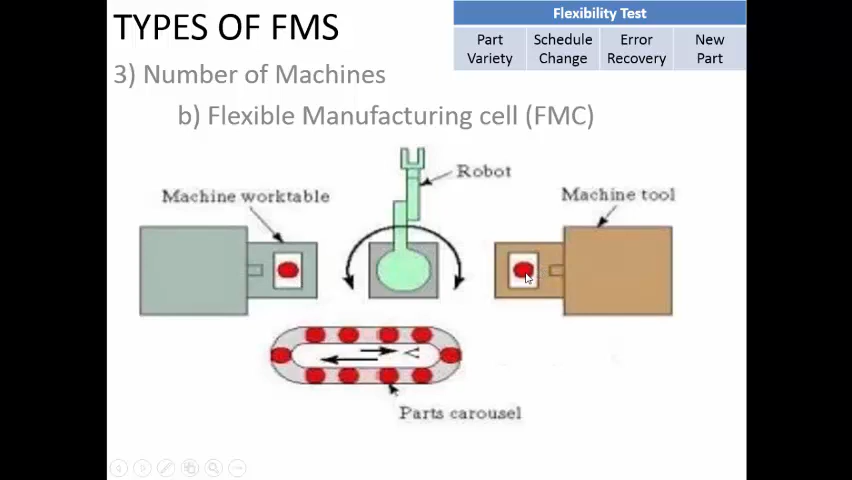 TYPES OF FMS
Flexibility Test
Part Variety
Schedule Change
Error Recovery
New Part
3) Number of Machines
b) Flexible Manufacturing cell (FMC)
Robot
Machine worktable
Machine tool
Parts carousel